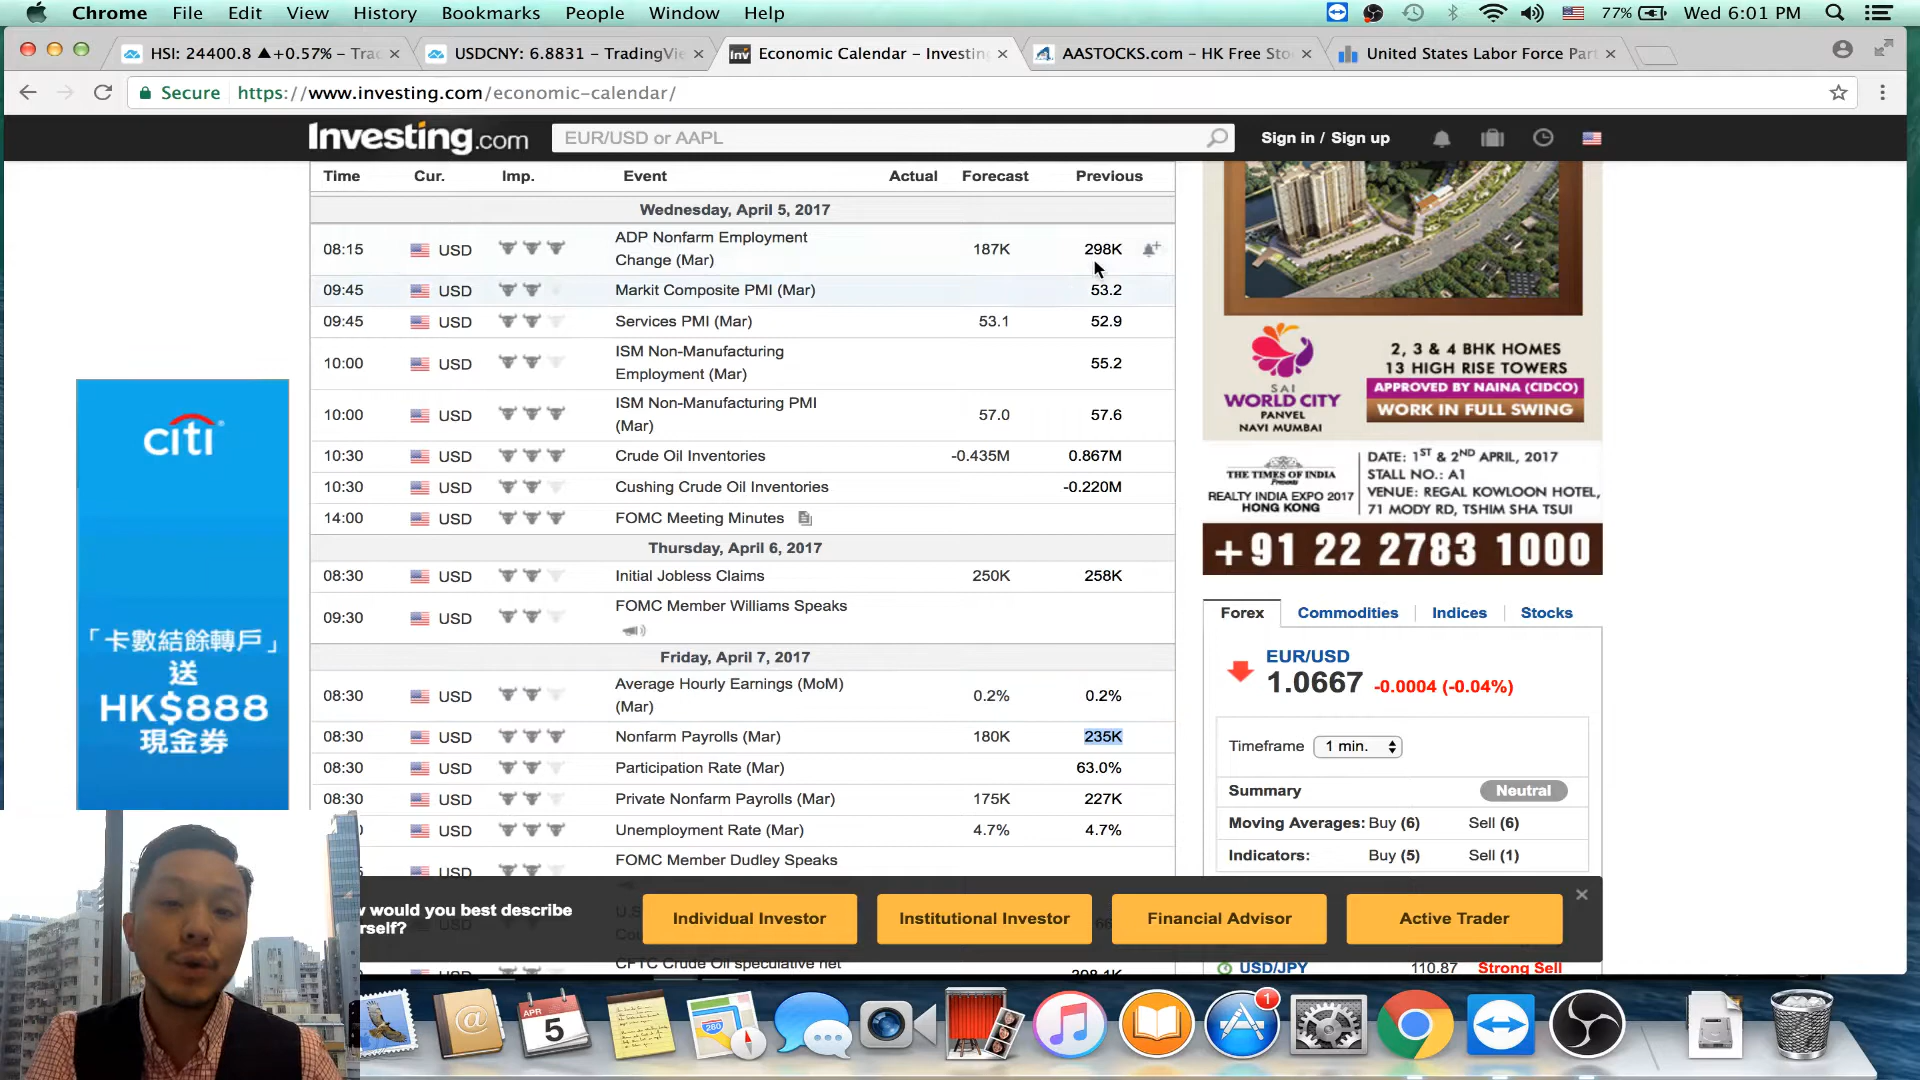 Chrome File Edit View History Bookmarks People Window Help 77% Wed 6:01 PM
HSI: 24400.8 ▲+0.57% – Trac
USDCNY: 6.8831 – TradingVie
Economic Calendar – Investin
AASTOCKS.com – HK Free Sto
United States Labor Force Par
Secure https://www.investing.com/economic-calendar/
Investing.com EUR/USD or AAPL Sign in / Sign up
Time Cur. Imp. Event Actual Forecast Previous
Wednesday, April 5, 2017
08:15 USD ADP Nonfarm Employment Change (Mar) 187K 298K
09:45 USD Markit Composite PMI (Mar) 53.2
09:45 USD Services PMI (Mar) 53.1 52.9
10:00 USD ISM Non-Manufacturing Employment (Mar) 55.2
10:00 USD ISM Non-Manufacturing PMI (Mar) 57.0 57.6
10:30 USD Crude Oil Inventories -0.435M 0.867M
10:30 USD Cushing Crude Oil Inventories -0.220M
14:00 USD FOMC Meeting Minutes
Thursday, April 6, 2017
08:30 USD Initial Jobless Claims 250K 258K
09:30 USD FOMC Member Williams Speaks
Friday, April 7, 2017
08:30 USD Average Hourly Earnings (MoM) (Mar) 0.2% 0.2%
08:30 USD Nonfarm Payrolls (Mar) 180K 235K
08:30 USD Participation Rate (Mar) 63.0%
08:30 USD Private Nonfarm Payrolls (Mar) 175K 227K
USD Unemployment Rate (Mar) 4.7% 4.7%
USD FOMC Member Dudley Speaks
CFTC Crude Oil speculative net
would you best describe
Individual Investor Institutional Investor Financial Advisor Active Trader
citi
「卡數結餘轉戶」
送
HK$888
現金券
SAI
WORLD CITY
PANVEL
NAVI MUMBAI
2, 3 & 4 BHK HOMES
13 HIGH RISE TOWERS
APPROVED BY NAINA (CIDCO)
WORK IN FULL SWING
THE TIMES OF INDIA
Presents
REALTY INDIA EXPO 2017
HONG KONG
DATE: 1ST & 2ND APRIL, 2017
STALL NO.: A1
VENUE: REGAL KOWLOON HOTEL,
71 MODY RD, TSHIM SHA TSUI
+91 22 2783 1000
Forex Commodities Indices Stocks
EUR/USD
1.0667 -0.0004 (-0.04%)
Timeframe 1 min.
Summary Neutral
Moving Averages: Buy (6) Sell (6)
Indicators: Buy (5) Sell (1)
USD/JPY 110.87 Strong Sell
APR
5
280
1